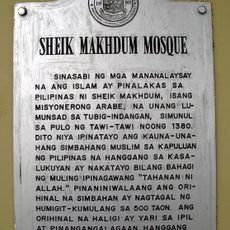 SHEIK MAKHDUM MOSQUE
SINASABI NG MGA MANANALAYSAY
NA ANG ISLAM AY PINALAKAS SA
PILIPINAS NI SHEIK MAKHDUM, ISANG
MISYONERONG ARABE, NA UNANG LU-
MUNSAD SA TUBIG-INDANGAN, SIMUNUL
SA PULO NG TAWI-TAWI NOONG 1380.
DITO NIYA IPINATAYO ANG KAUNA-UNA-
HANG SIMBAHANG MUSLIM SA KAPULUAN
NG PILIPINAS NA HANGGANG SA KASA-
LUKUYAN AY NAKATAYO BILANG BAHAGI
NG MULING IPINAGAWANG "TAHANAN NI
ALLAH." PINANINIWALAANG ANG ORI-
HINAL NA SIMBAHAN AY NAGTAGAL NG
HUMIGIT-KUMULANG SA 500 TAON. ANG
ORIHINAL NA HALIGI AY YARI SA IPIL
AT PINANGANGALAGAAN HANGGANG